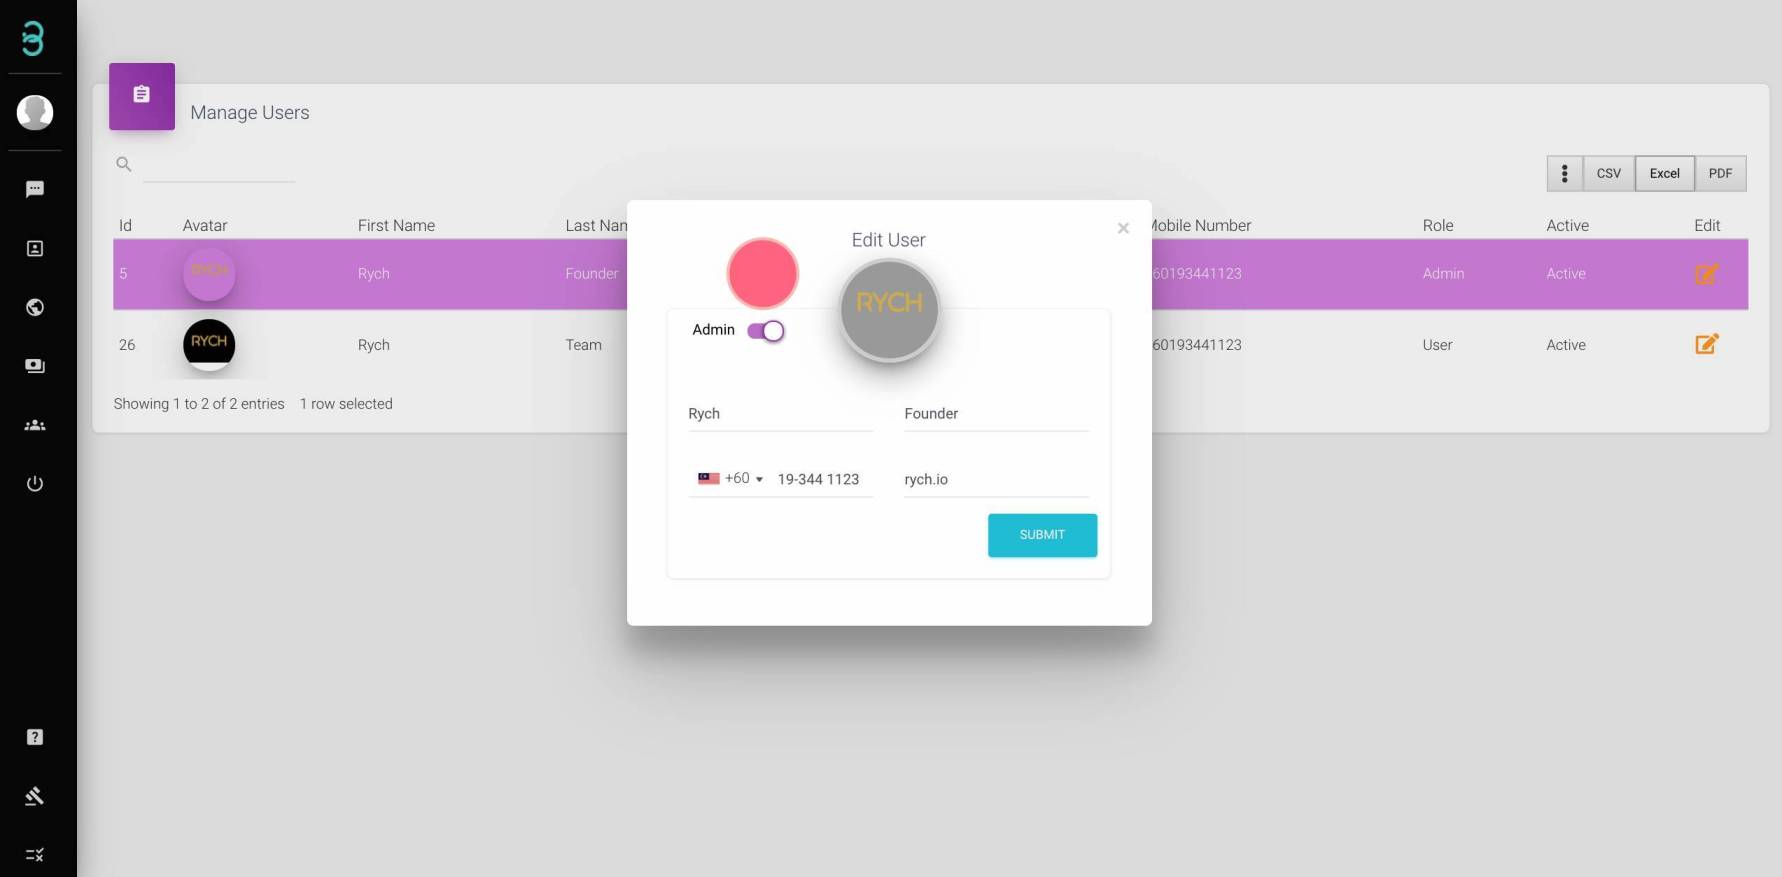 Manage Users
CSV Excel PDF
Id Avatar First Name Last Nam Mobile Number Role Active Edit
5 RYCH Rych Founder 60193441123 Admin Active
26 RYCH Rych Team 60193441123 User Active
Showing 1 to 2 of 2 entries 1 row selected
Edit User
×
RYCH
Admin
Rych Founder
+60 19-344 1123 rych.io
SUBMIT